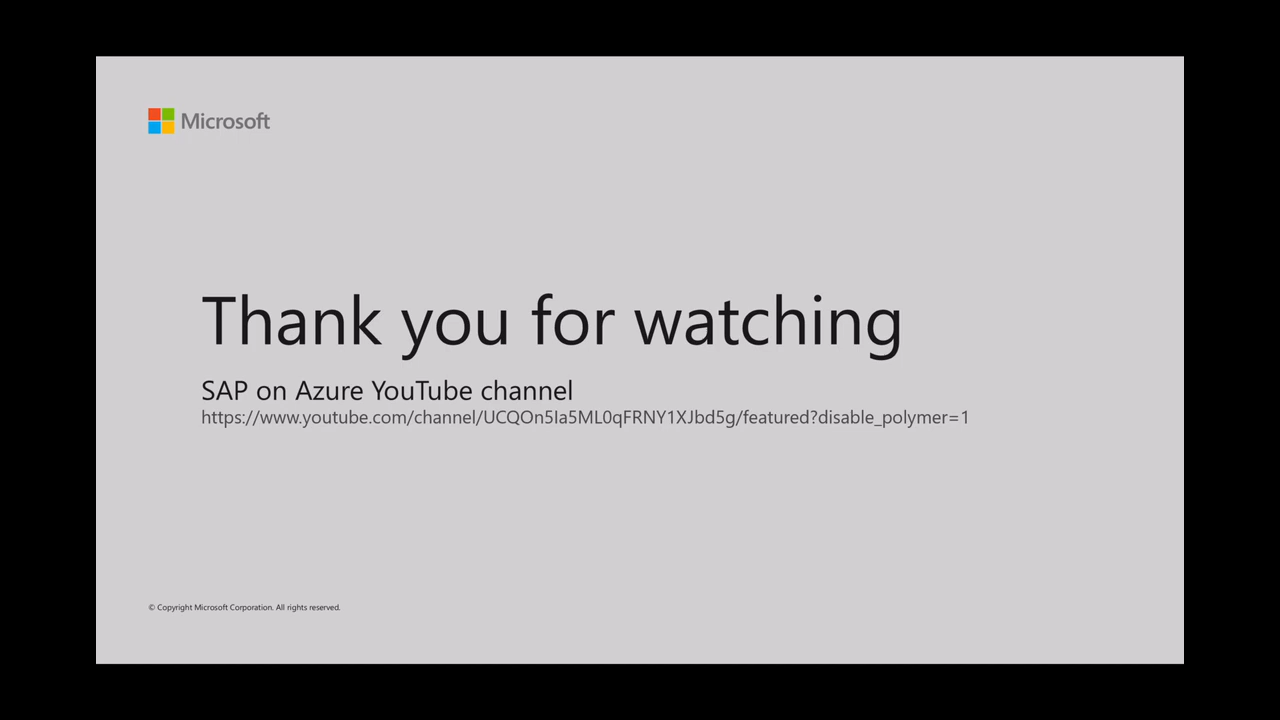 Microsoft
Thank you for watching
SAP on Azure YouTube channel
https://www.youtube.com/channel/UCQOn5Ia5ML0qFRNY1XJbd5g/featured?disable_polymer=1
© Copyright Microsoft Corporation. All rights reserved.